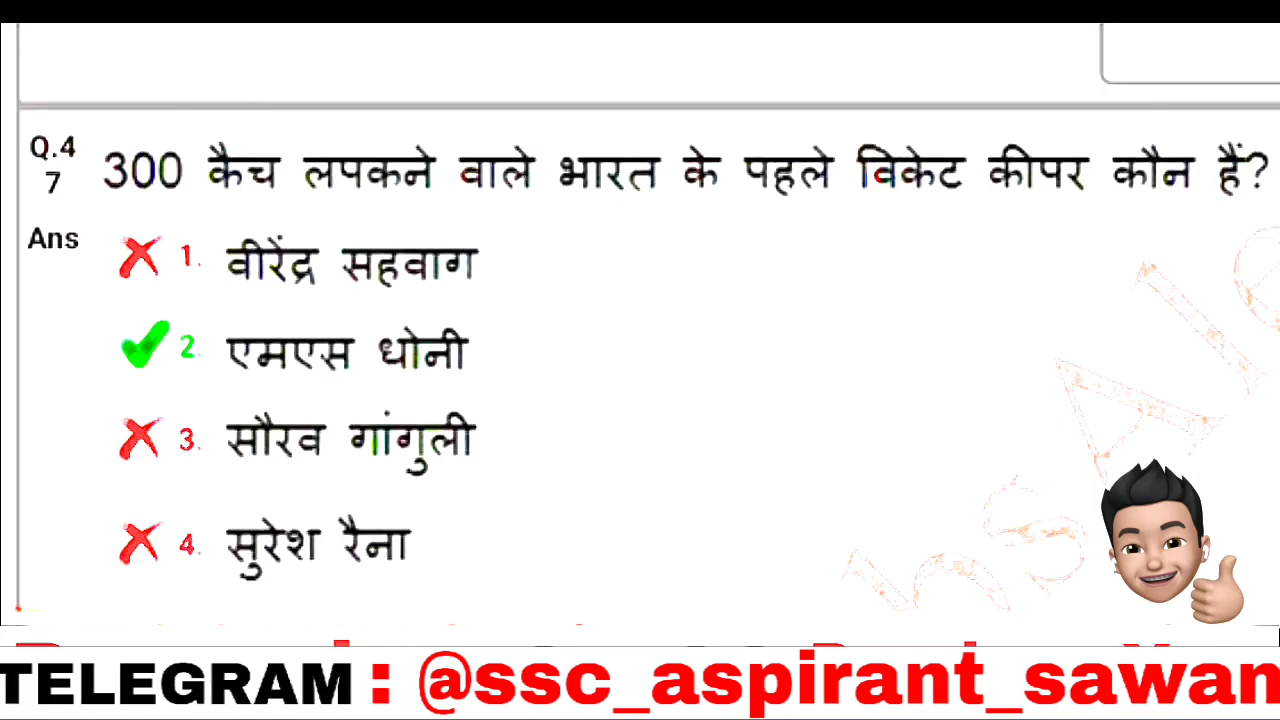 Q.4
7
300 कैच लपकने वाले भारत के पहले विकेट कीपर कौन हैं?
Ans
1. वीरेंद्र सहवाग
2. एमएस धोनी
3. सौरव गांगुली
4. सुरेश रैना
TELEGRAM : @ssc_aspirant_sawan